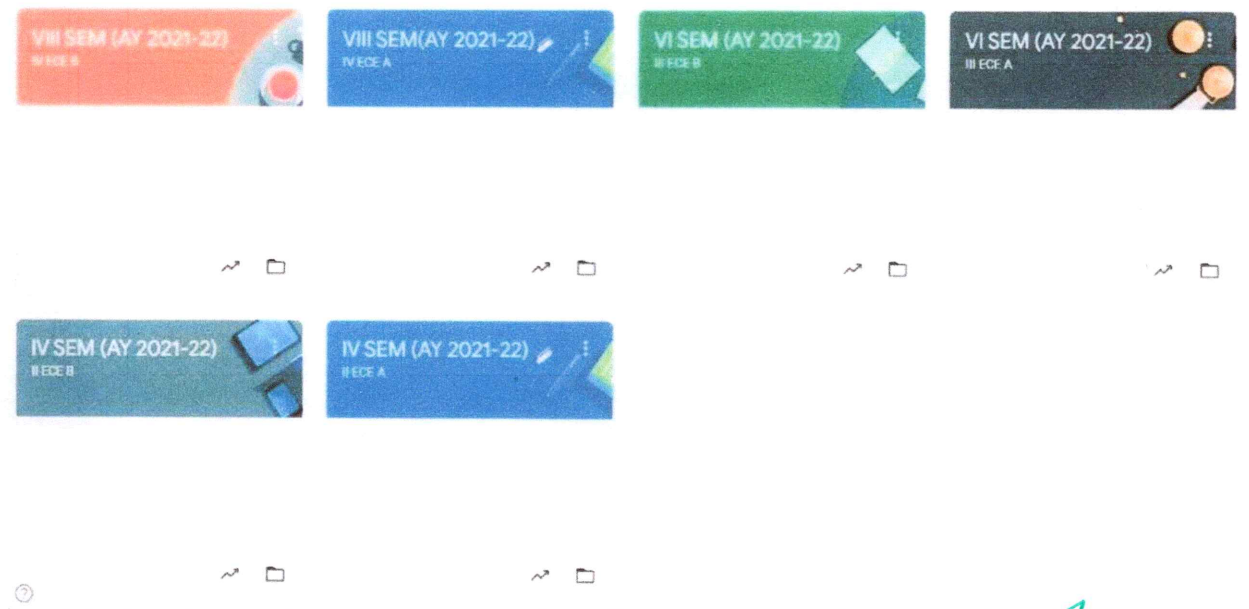 VIII SEM (AY 2021-22)
IV ECE B
VIII SEM(AY 2021-22)
IV ECE A
VI SEM (AY 2021-22)
III ECE B
VI SEM (AY 2021-22)
III ECE A
IV SEM (AY 2021-22)
II ECE B
IV SEM (AY 2021-22)
II ECE A
?